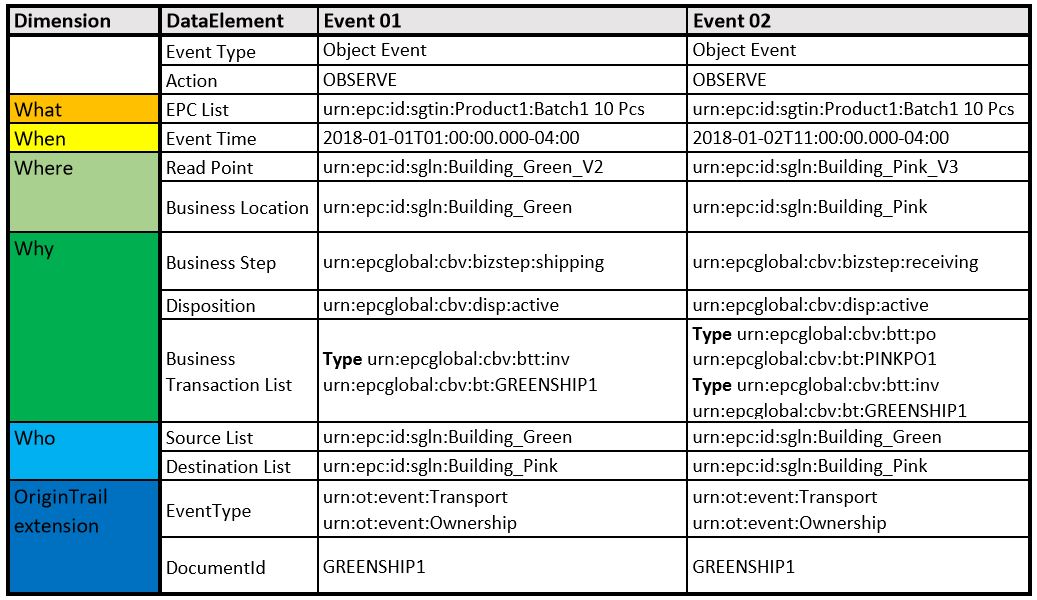 Dimension DataElement Event 01 Event 02
Event Type Object Event Object Event
Action OBSERVE OBSERVE
What EPC List urn:epc:id:sgtin:Product1:Batch1 10 Pcs urn:epc:id:sgtin:Product1:Batch1 10 Pcs
When Event Time 2018-01-01T01:00:00.000-04:00 2018-01-02T11:00:00.000-04:00
Where Read Point urn:epc:id:sgln:Building_Green_V2 urn:epc:id:sgln:Building_Pink_V3
Business Location urn:epc:id:sgln:Building_Green urn:epc:id:sgln:Building_Pink
Why
Business Step urn:epcglobal:cbv:bizstep:shipping urn:epcglobal:cbv:bizstep:receiving
Disposition urn:epcglobal:cbv:disp:active urn:epcglobal:cbv:disp:active
Business
Transaction List
Type urn:epcglobal:cbv:btt:inv
urn:epcglobal:cbv:bt:GREENSHIP1
Type urn:epcglobal:cbv:btt:po
urn:epcglobal:cbv:bt:PINKPO1
Type urn:epcglobal:cbv:btt:inv
urn:epcglobal:cbv:bt:GREENSHIP1
Who Source List urn:epc:id:sgln:Building_Green urn:epc:id:sgln:Building_Green
Destination List urn:epc:id:sgln:Building_Pink urn:epc:id:sgln:Building_Pink
OriginTrail
extension
EventType
urn:ot:event:Transport
urn:ot:event:Ownership
urn:ot:event:Transport
urn:ot:event:Ownership
DocumentId GREENSHIP1 GREENSHIP1